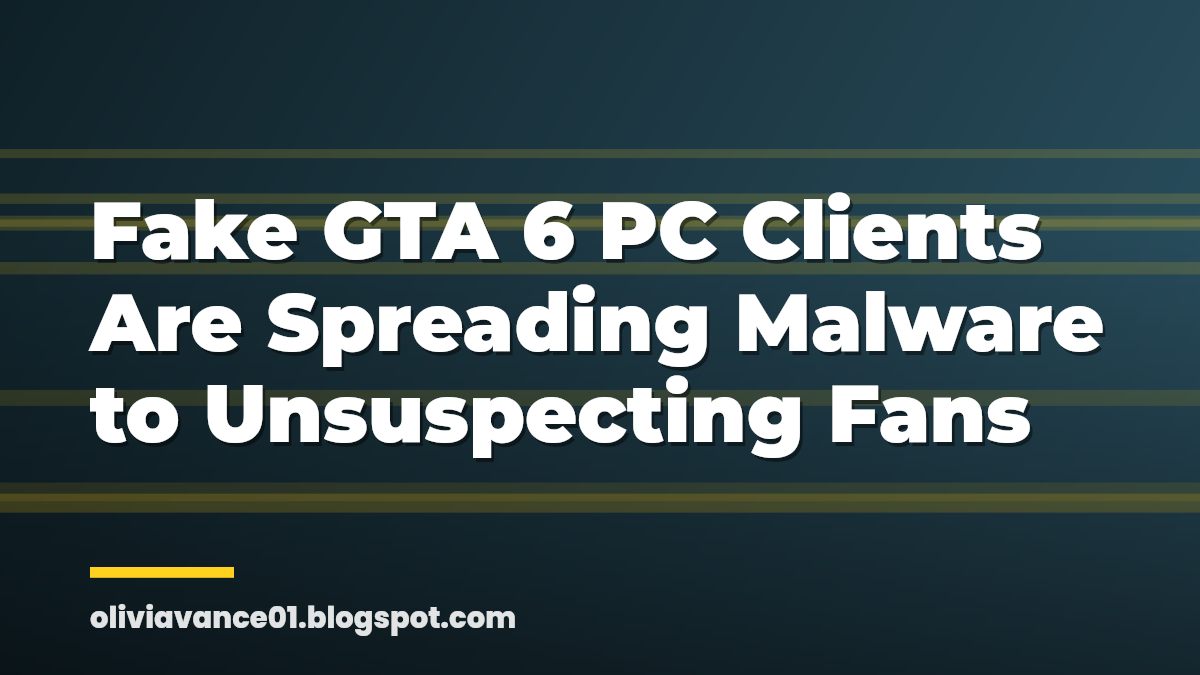 Fake GTA 6 PC Clients
Are Spreading Malware
to Unsuspecting Fans
oliviavance01.blogspot.com